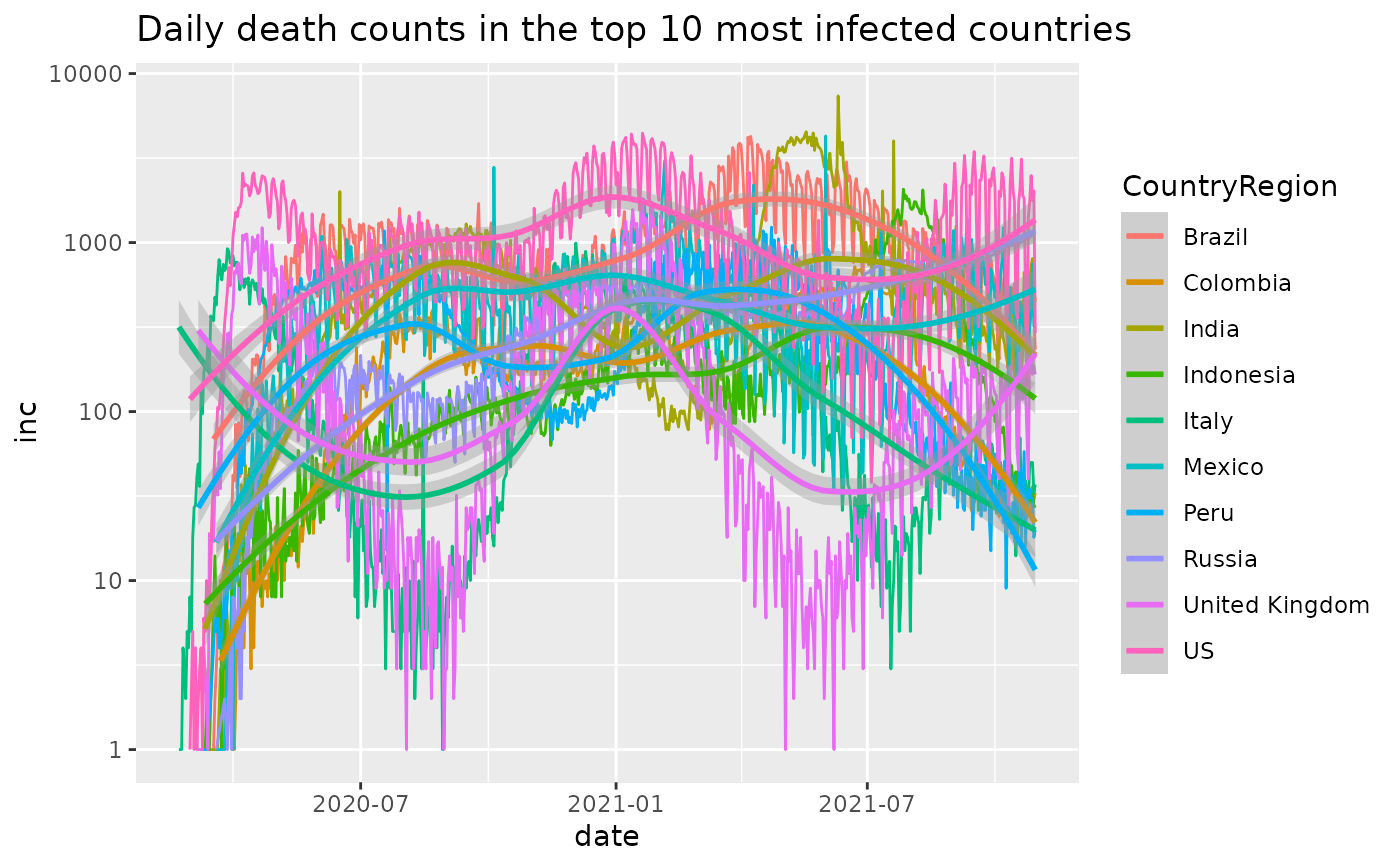 Daily death counts in the top 10 most infected countries
10000
1000
100
10
1
inc
2020-07
2021-01
2021-07
date
CountryRegion
Brazil
Colombia
India
Indonesia
Italy
Mexico
Peru
Russia
United Kingdom
US